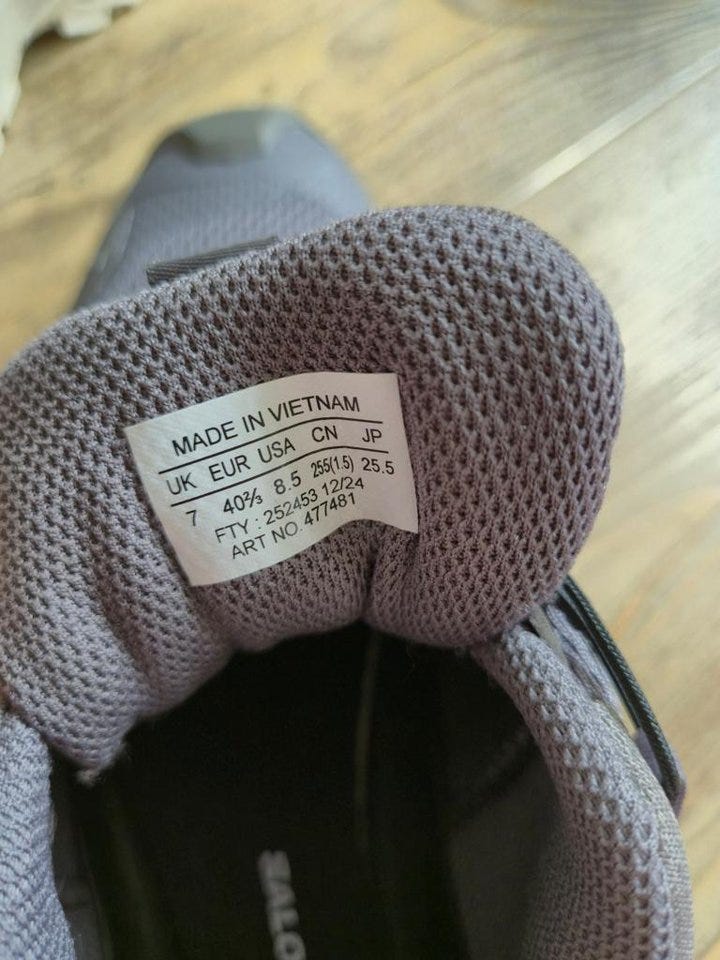 MADE IN VIETNAM
UK EUR USA CN JP
7 40⅔ 8.5 255(1.5) 25.5
FTY : 252453 12/24
ART NO. 477481
SALO